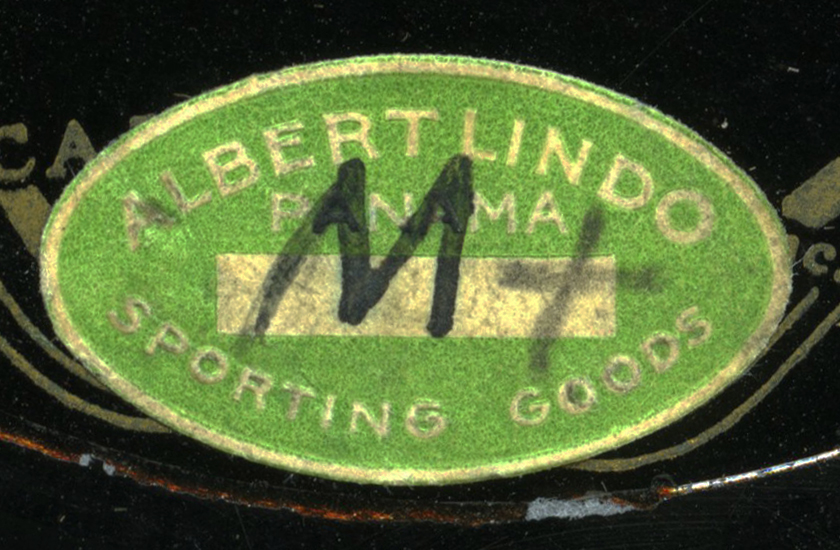 ALBERT LINDO
PANAMA
M+
SPORTING GOODS